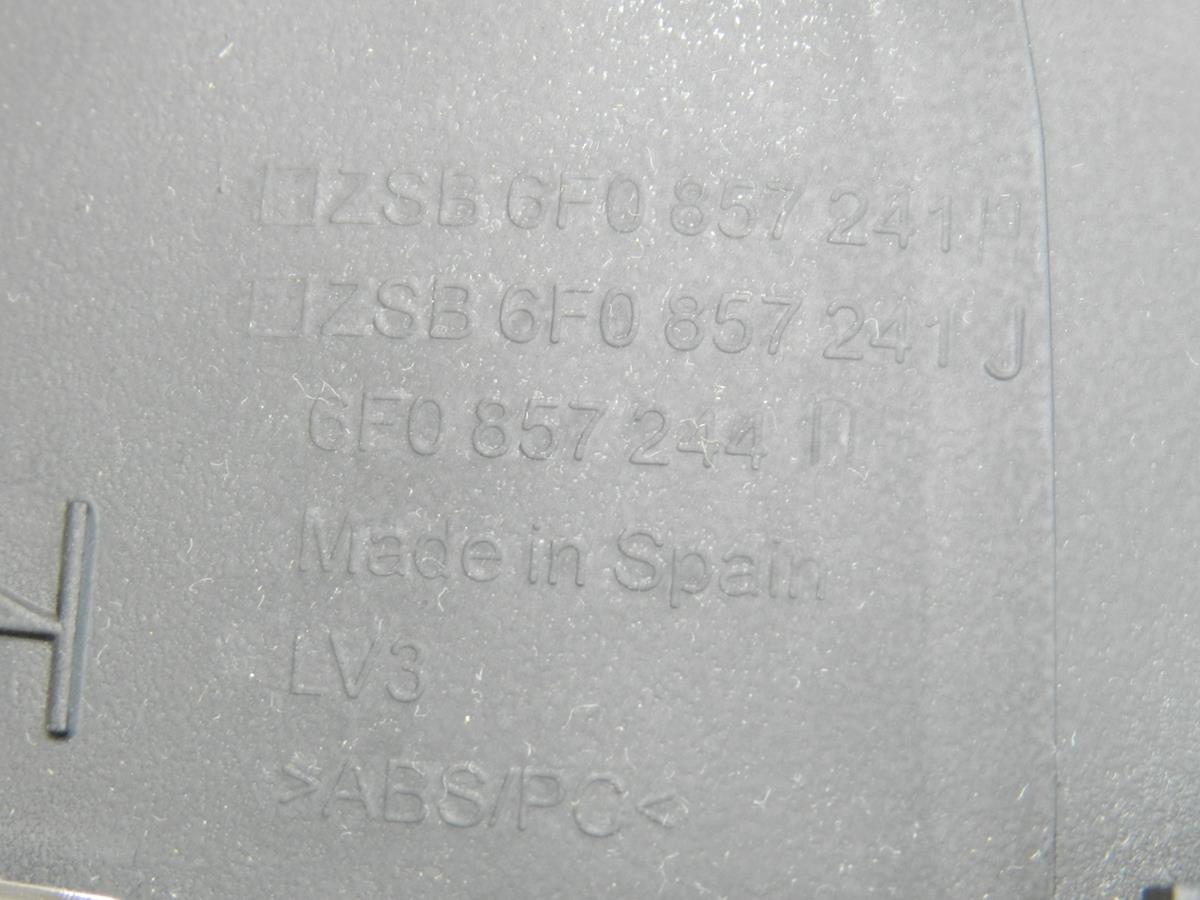 □ZSB 6F0 857 241
□ZSB 6F0 857 241 J
6F0 857 244
Made in Spain
LV3
>ABS/PC<